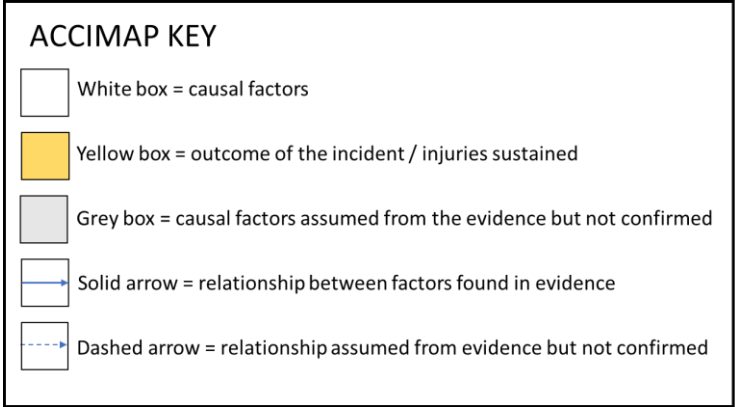 ACCIMAP KEY
White box = causal factors
Yellow box = outcome of the incident / injuries sustained
Grey box = causal factors assumed from the evidence but not confirmed
Solid arrow = relationship between factors found in evidence
Dashed arrow = relationship assumed from evidence but not confirmed